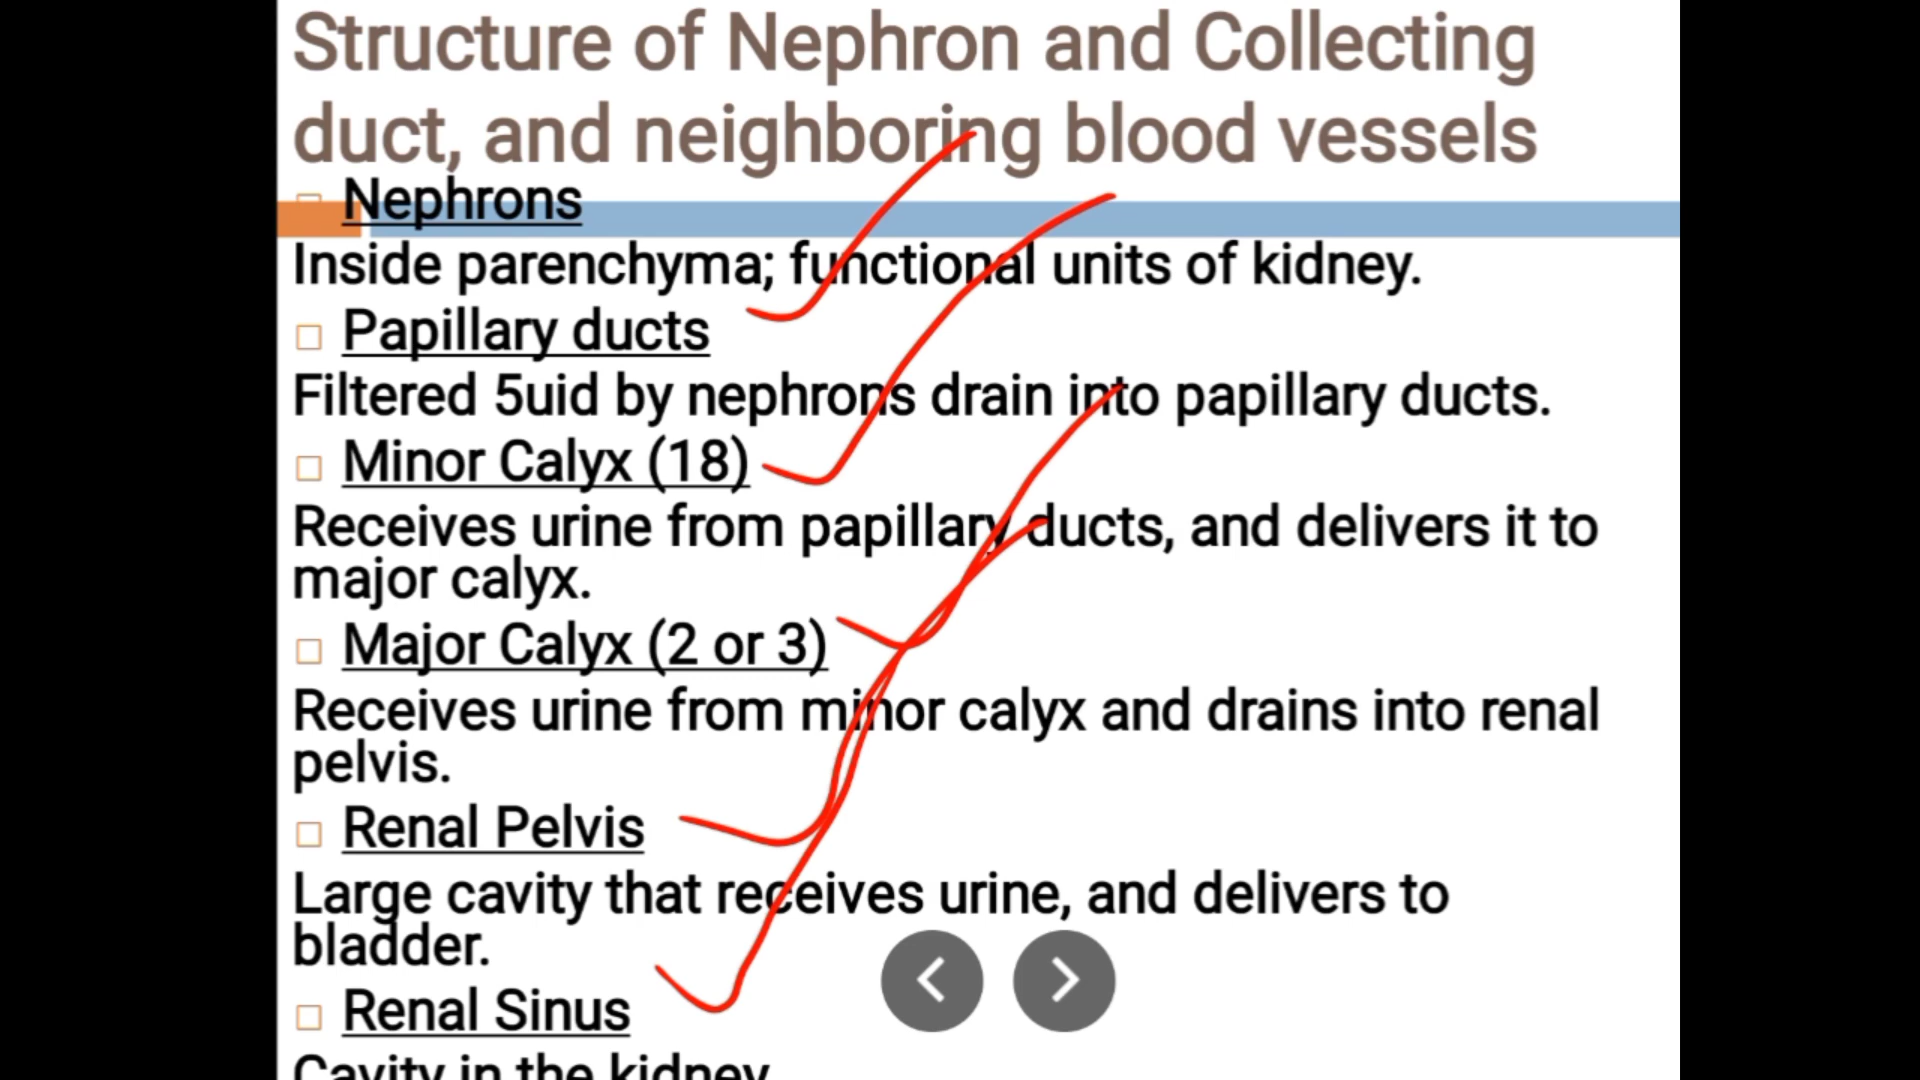 Structure of Nephron and Collecting
duct, and neighboring blood vessels
Nephrons
Inside parenchyma; functional units of kidney.
Papillary ducts
Filtered 5uid by nephrons drain into papillary ducts.
Minor Calyx (18)
Receives urine from papillary ducts, and delivers it to
major calyx.
Major Calyx (2 or 3)
Receives urine from minor calyx and drains into renal
pelvis.
Renal Pelvis
Large cavity that receives urine, and delivers to
bladder.
Renal Sinus
Cavity in the kidney